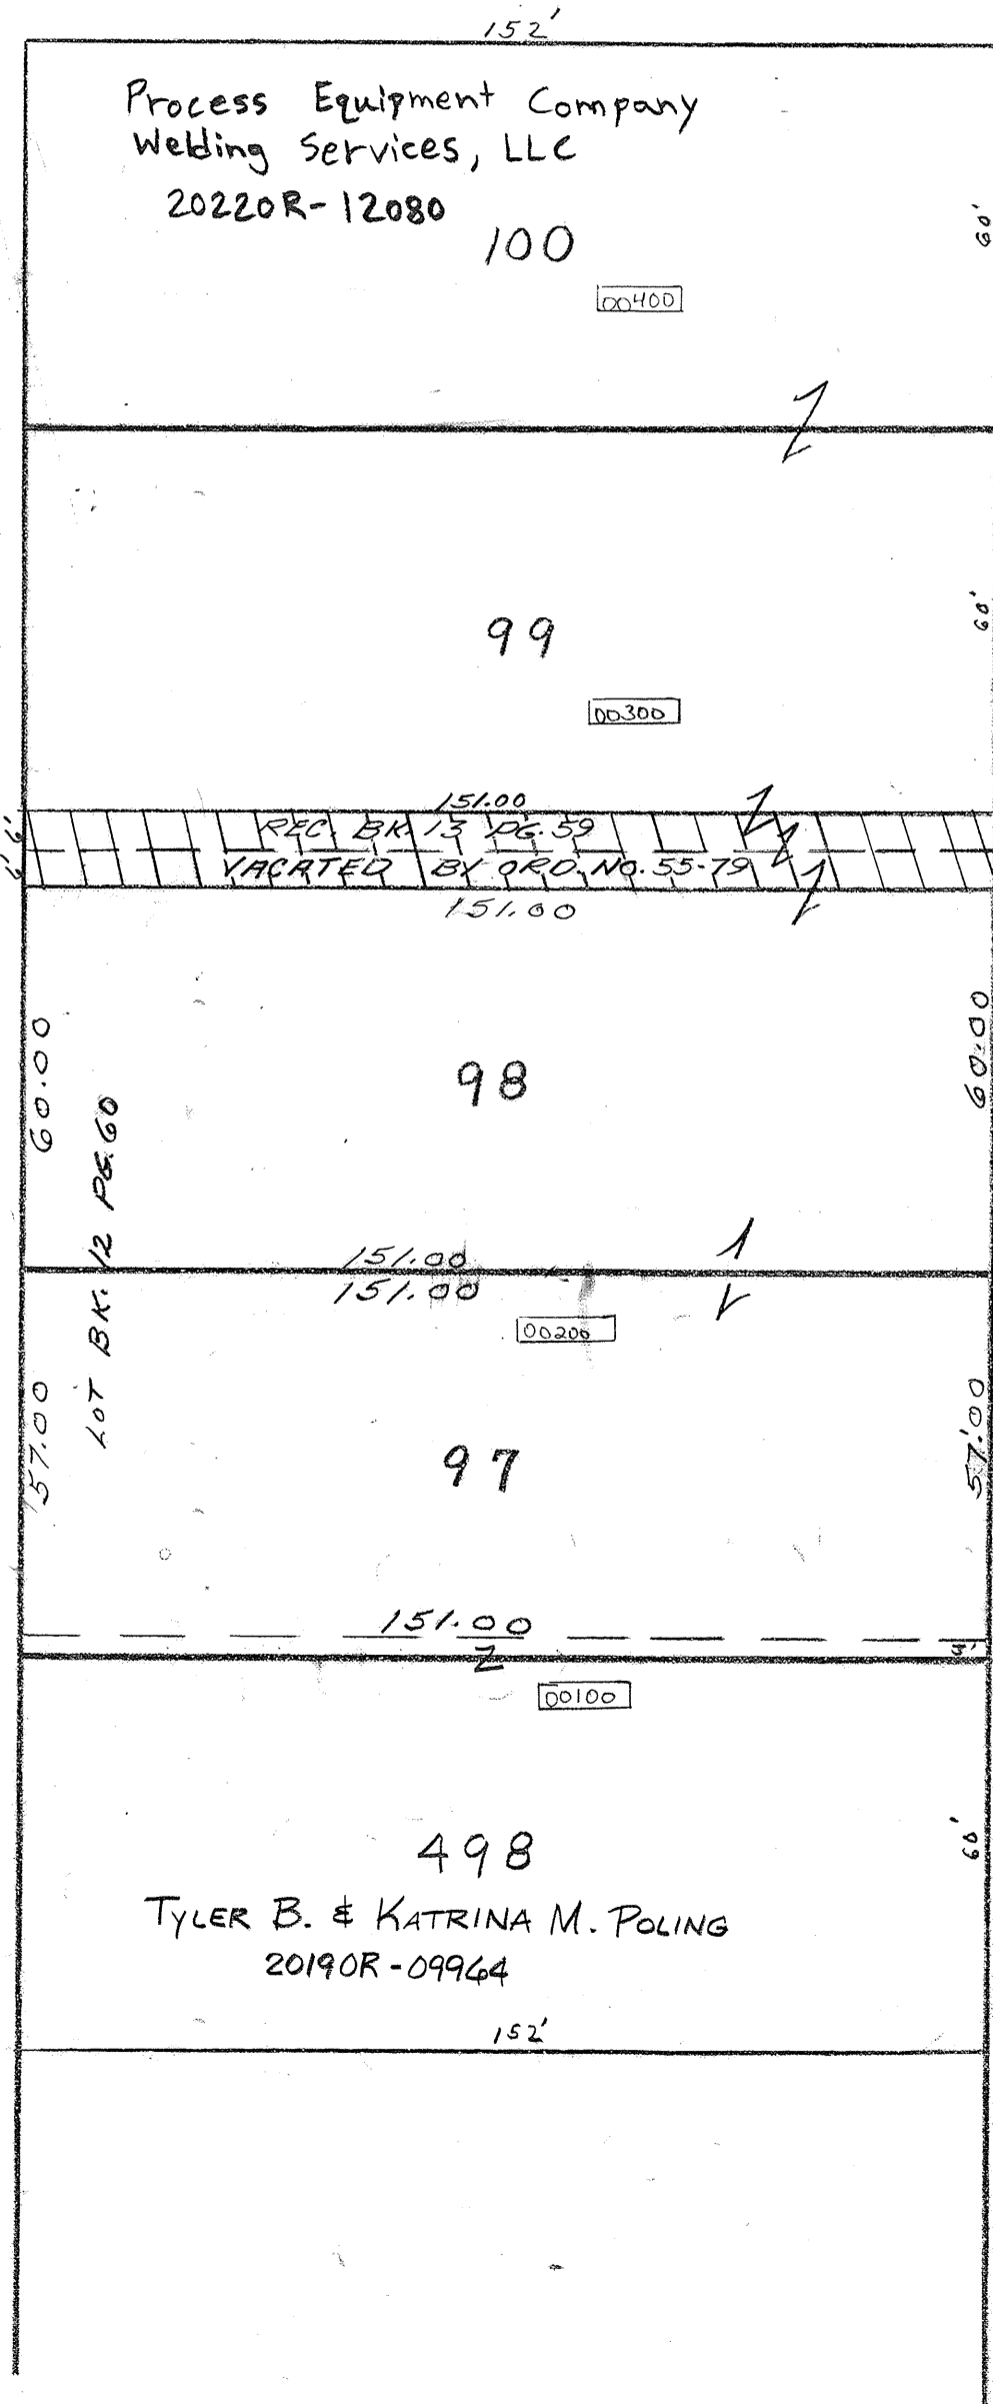 152'
Process Equipment Company
Welding Services, LLC
20220R-12080
60'
100
00400
60'
99
00300
151.00
6'
REC. BK. 13 PG. 59
6'
VACATED BY ORD. NO. 55-79
151.00
60.00
60.00
98
LOT BK. 12 PG. 60
151.00
151.00
00200
57.00
57.00
97
151.00
3'
Z
00100
498
60'
TYLER B. & KATRINA M. POLING
20190R-09964
152'